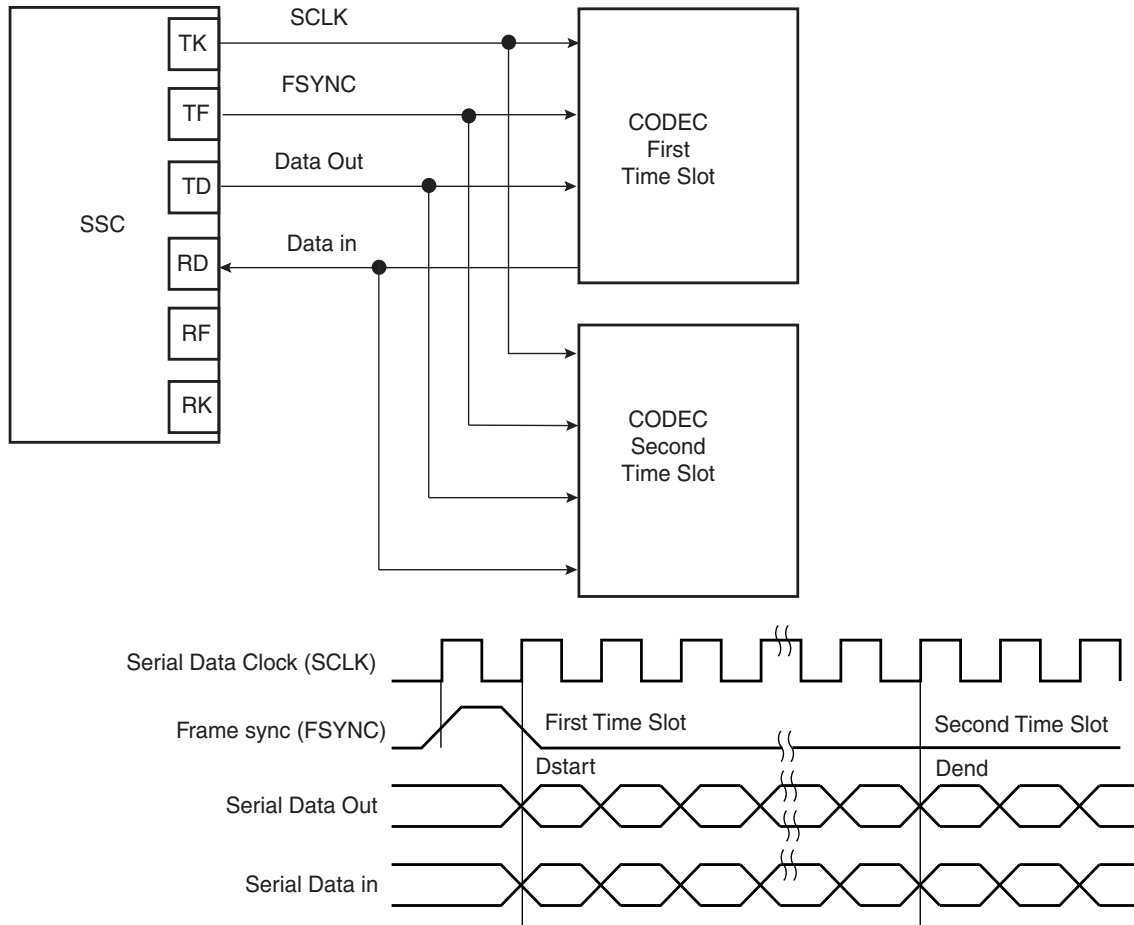 SSC
TK
TF
TD
RD
RF
RK
SCLK
FSYNC
Data Out
Data in
CODEC
First
Time Slot
CODEC
Second
Time Slot
Serial Data Clock (SCLK)
Frame sync (FSYNC)
First Time Slot
Second Time Slot
Dstart
Dend
Serial Data Out
Serial Data in